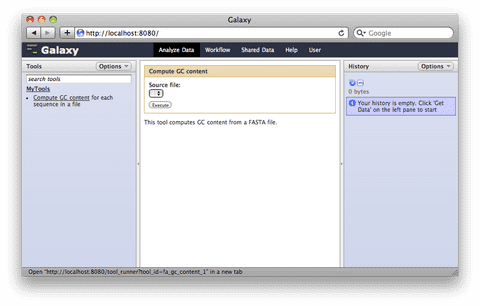 Galaxy
http://localhost:8080/
Google
Galaxy
Analyze Data Workflow Shared Data Help User
Tools Options
search tools
MyTools
Compute GC content for each
sequence in a file
Compute GC content
Source file:
Execute
This tool computes GC content from a FASTA file.
History Options
0 bytes
Your history is empty. Click 'Get
Data' on the left pane to start
Open "http://localhost:8080/tool_runner?tool_id=fa_gc_content_1" in a new tab